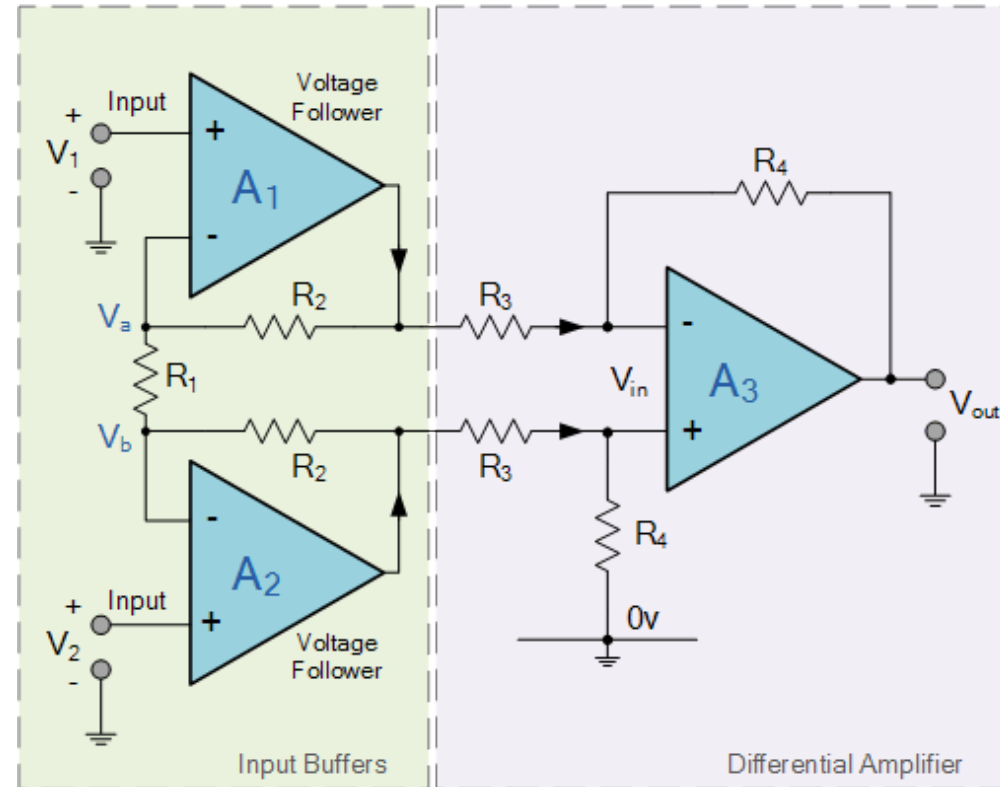 Voltage
Follower
Input
+
V1
-
+
A1
-
R4
Va
R2
R3
-
R1
Vin
A3
Vout
Vb
R2
R3
+
-
A2
R4
+
Input
+
V2
-
Voltage
Follower
0v
Input Buffers
Differential Amplifier